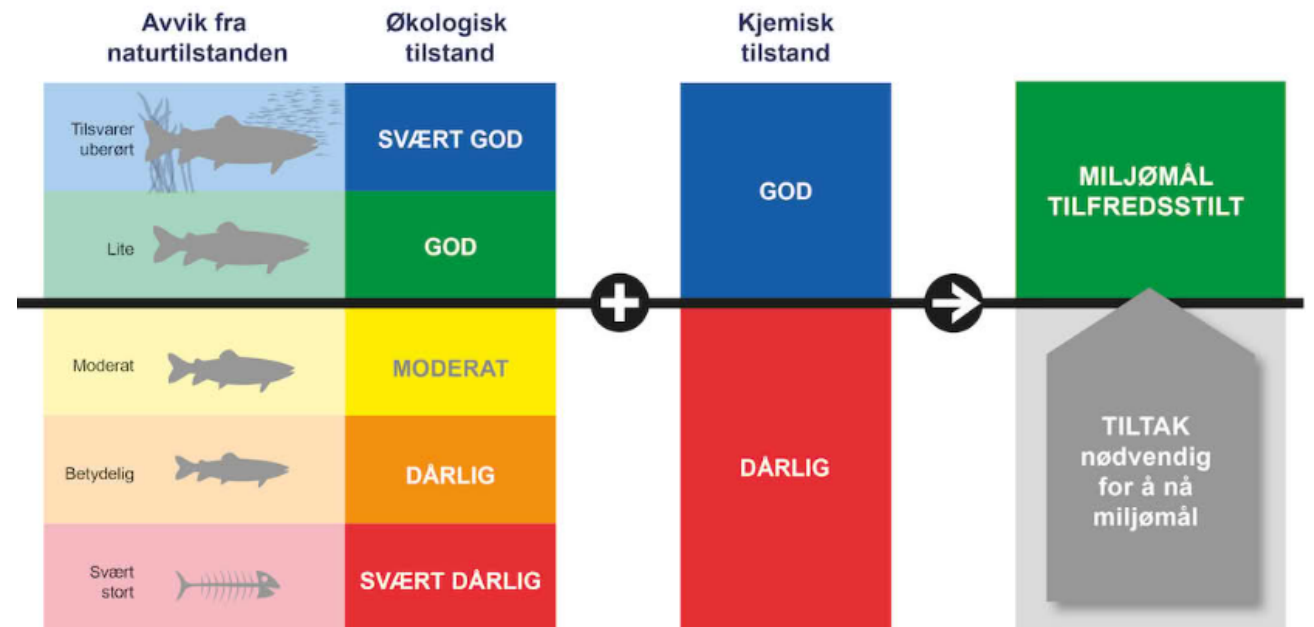 Avvik fra
naturtilstanden
Økologisk
tilstand
Kjemisk
tilstand
Tilsvarer
uberørt
SVÆRT GOD
Lite
GOD
GOD
MILJØMÅL
TILFREDSSTILT
Moderat
MODERAT
Betydelig
DÅRLIG
DÅRLIG
Svært
stort
SVÆRT DÅRLIG
TILTAK
nødvendig
for å nå
miljømål